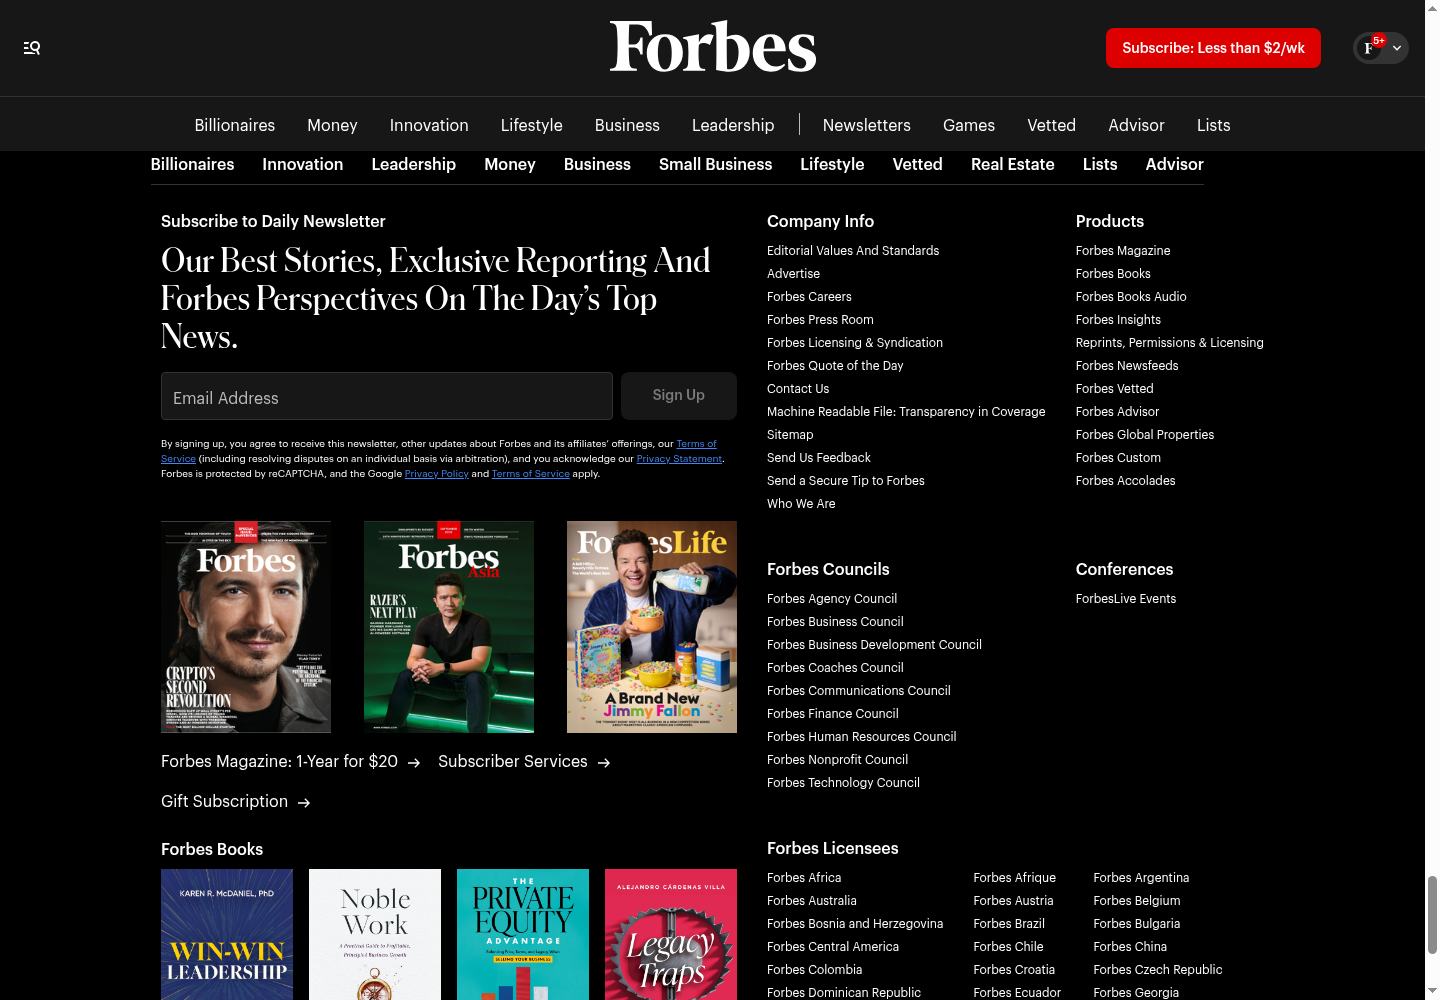 Forbes
Subscribe: Less than $2/wk
F
5+
Billionaires
Money
Innovation
Lifestyle
Business
Leadership
Newsletters
Games
Vetted
Advisor
Lists
Billionaires
Innovation
Leadership
Money
Business
Small Business
Lifestyle
Vetted
Real Estate
Lists
Advisor
Subscribe to Daily Newsletter
Our Best Stories, Exclusive Reporting And
Forbes Perspectives On The Day’s Top
News.
Email Address
Sign Up
By signing up, you agree to receive this newsletter, other updates about Forbes and its affiliates’ offerings, our Terms of
Service (including resolving disputes on an individual basis via arbitration), and you acknowledge our Privacy Statement.
Forbes is protected by reCAPTCHA, and the Google Privacy Policy and Terms of Service apply.
Forbes
CRYPTO'S
SECOND
REVOLUTION
Forbes
Asia
RAZER'S
NEXT PLAY
Fo
esLife
A Brand New
Jimmy Fallon
Forbes Magazine: 1-Year for $20 →
Subscriber Services →
Gift Subscription →
Forbes Books
KAREN R. McDANIEL, PhD
WIN-WIN
LEADERSHIP
Noble
Work
A Practical Guide to Profitable,
Principled Business Growth
THE
PRIVATE
EQUITY
ADVANTAGE
SELLING YOUR BUSINESS
ALEJANDRO CÁRDENAS VILLA
Legacy
Traps
Company Info
Editorial Values And Standards
Advertise
Forbes Careers
Forbes Press Room
Forbes Licensing & Syndication
Forbes Quote of the Day
Contact Us
Machine Readable File: Transparency in Coverage
Sitemap
Send Us Feedback
Send a Secure Tip to Forbes
Who We Are
Products
Forbes Magazine
Forbes Books
Forbes Books Audio
Forbes Insights
Reprints, Permissions & Licensing
Forbes Newsfeeds
Forbes Vetted
Forbes Advisor
Forbes Global Properties
Forbes Custom
Forbes Accolades
Forbes Councils
Forbes Agency Council
Forbes Business Council
Forbes Business Development Council
Forbes Coaches Council
Forbes Communications Council
Forbes Finance Council
Forbes Human Resources Council
Forbes Nonprofit Council
Forbes Technology Council
Conferences
ForbesLive Events
Forbes Licensees
Forbes Africa
Forbes Australia
Forbes Bosnia and Herzegovina
Forbes Central America
Forbes Colombia
Forbes Dominican Republic
Forbes Afrique
Forbes Austria
Forbes Brazil
Forbes Chile
Forbes Croatia
Forbes Ecuador
Forbes Argentina
Forbes Belgium
Forbes Bulgaria
Forbes China
Forbes Czech Republic
Forbes Georgia